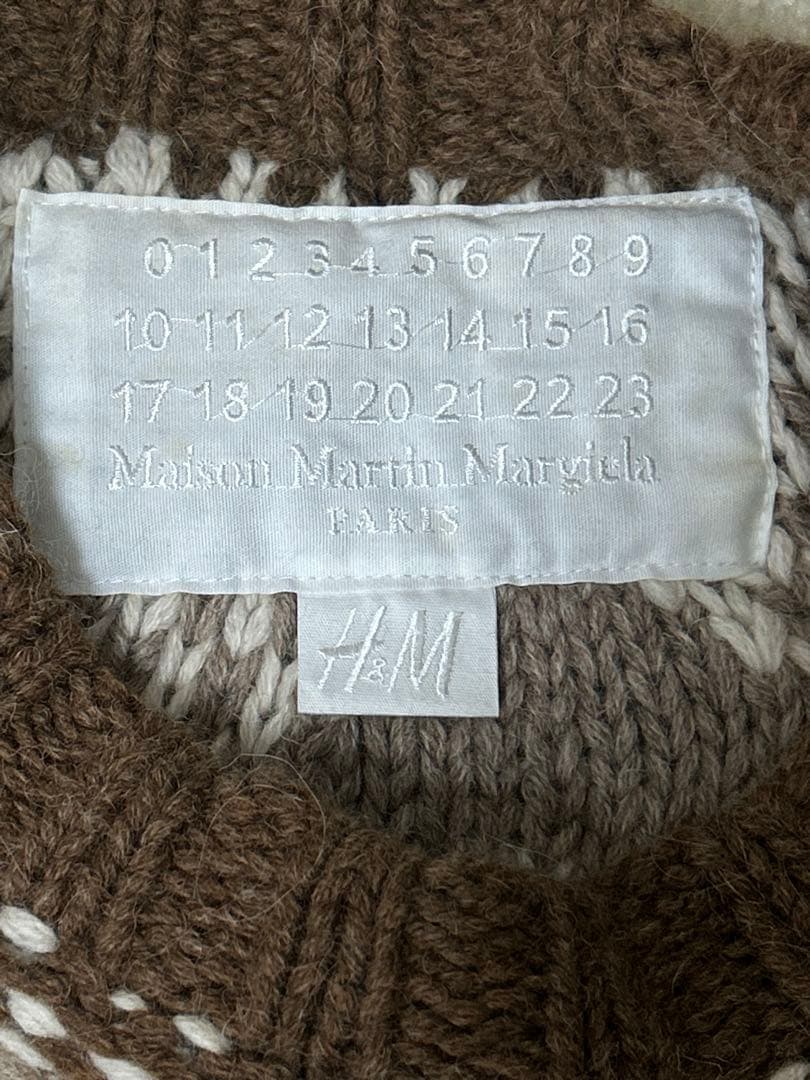 0 1 2 3 4 5 6 7 8 9
10 11 12 13 14 15 16
17 18 19 20 21 22 23
Maison Martin Margiela
PARIS
H&M